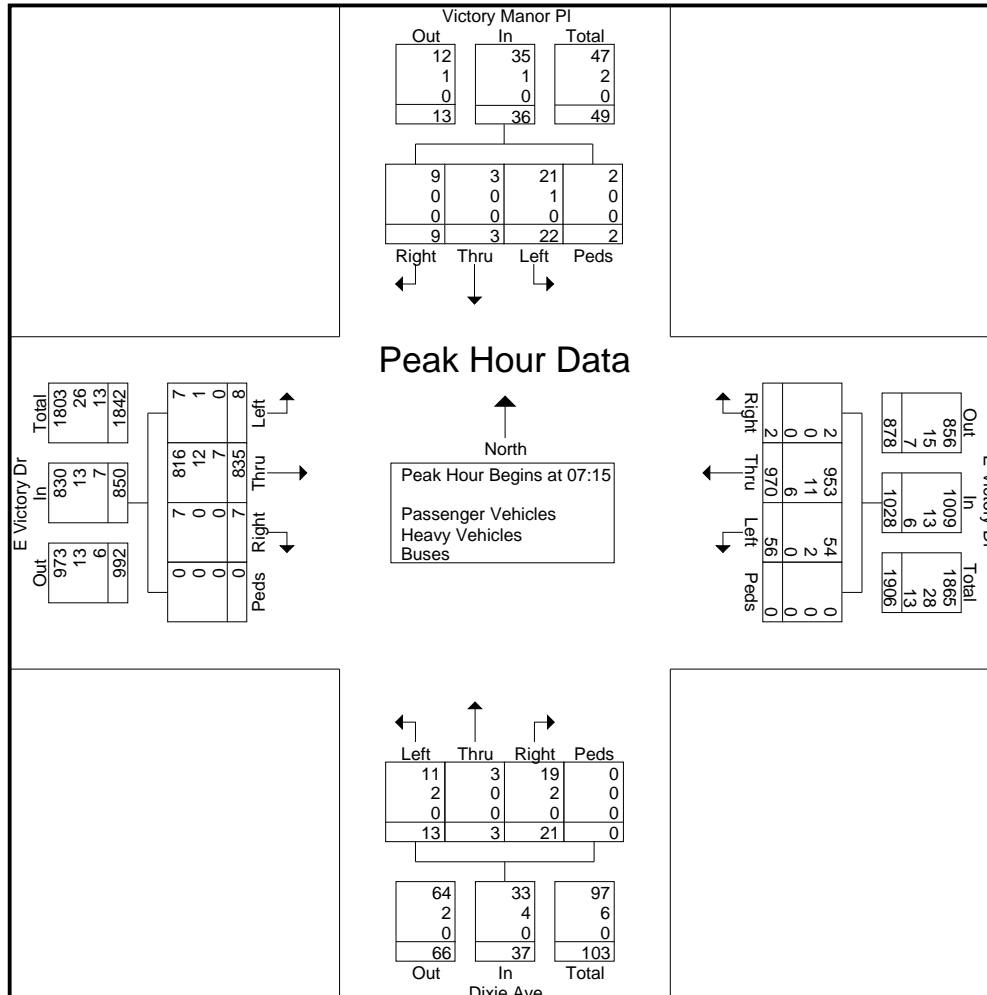 Victory Manor Pl
Out In Total
12 35 47
1 1 2
0 0 0
13 36 49
9 3 21 2
0 0 1 0
0 0 0 0
9 3 22 2
Right Thru Left Peds
Peak Hour Data
North
Peak Hour Begins at 07:15
Passenger Vehicles
Heavy Vehicles
Buses
E Victory Dr
Total In Out
1803 830 973
26 13 13
13 7 6
1842 850 992
7 816 7 0
1 12 0 0
0 7 0 0
8 835 7 0
Left Thru Right Peds
E Victory Dr
Out In Total
856 1009 1865
15 13 28
7 6 13
878 1028 1906
2 953 54 0
0 11 2 0
0 6 0 0
2 970 56 0
Right Thru Left Peds
Left Thru Right Peds
11 3 19 0
2 0 2 0
0 0 0 0
13 3 21 0
64 33 97
2 4 6
0 0 0
66 37 103
Out In Total
Dixie Ave